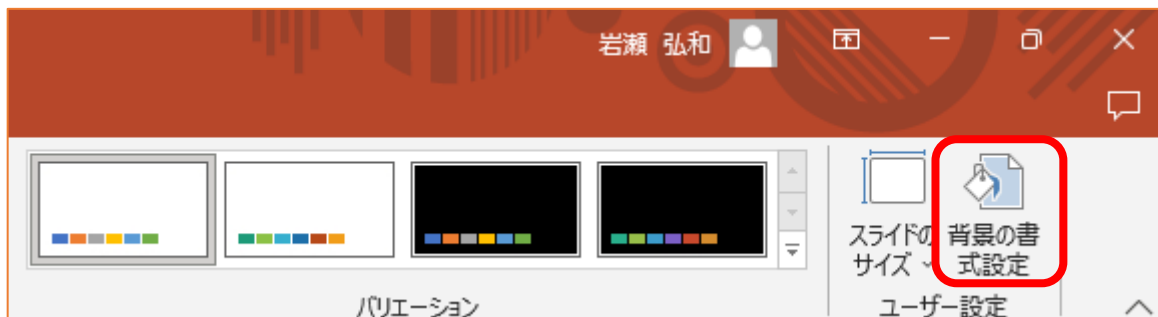 岩瀬 弘和
スライドの 背景の書
サイズ 式設定
バリエーション ユーザー設定